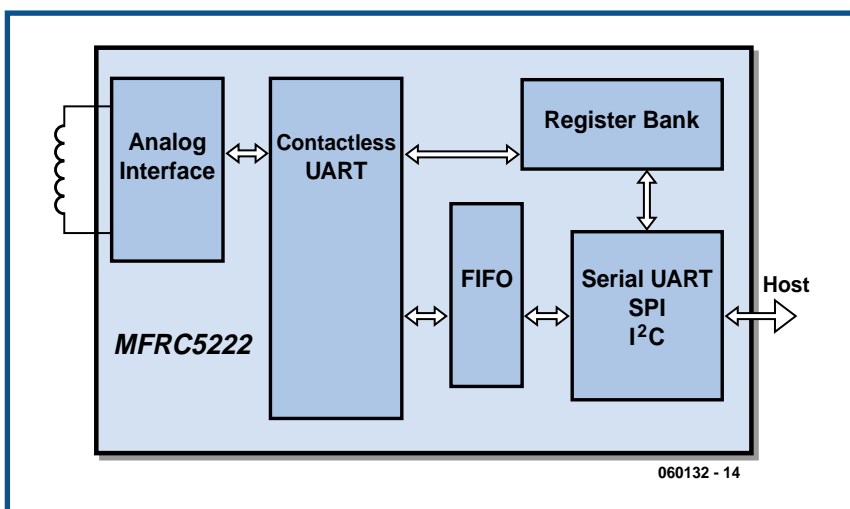 Analog
Interface
Contactless
UART
Register Bank
FIFO
Serial UART
SPI
I²C
Host
MFRC5222
060132 - 14